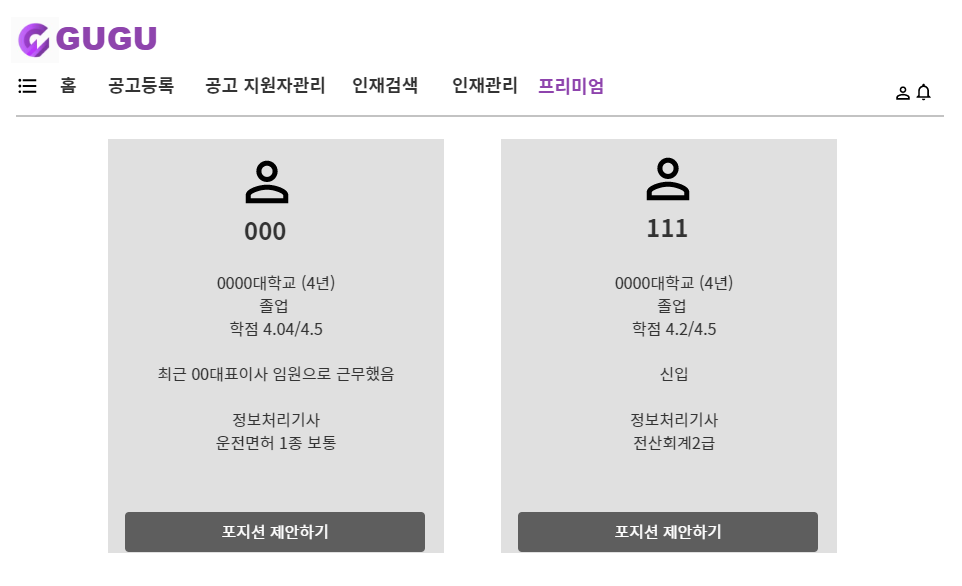 GUGU
홈 공고등록 공고 지원자관리 인재검색 인재관리 프리미엄
000
0000대학교 (4년)
졸업
학점 4.04/4.5
최근 00대표이사 임원으로 근무했음
정보처리기사
운전면허 1종 보통
포지션 제안하기
111
0000대학교 (4년)
졸업
학점 4.2/4.5
신입
정보처리기사
전산회계2급
포지션 제안하기